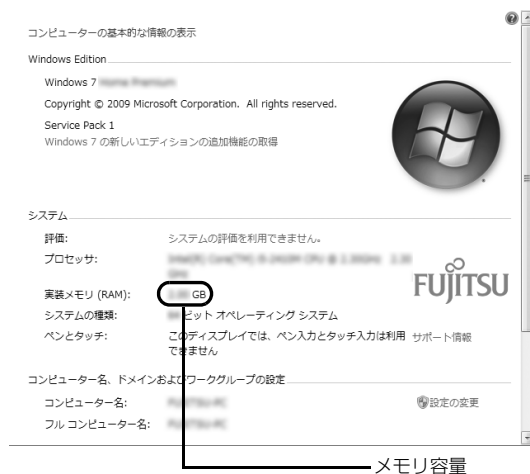 コンピューターの基本的な情報の表示
Windows Edition
Windows 7
Copyright © 2009 Microsoft Corporation. All rights reserved.
Service Pack 1
Windows 7 の新しいエディションの追加機能の取得
システム
評価: システムの評価を利用できません。
プロセッサ:
FUJITSU
実装メモリ (RAM): GB
システムの種類: ビット オペレーティング システム
ペンとタッチ: このディスプレイでは、ペン入力とタッチ入力は利用できません
サポート情報
コンピューター名、ドメインおよびワークグループの設定
コンピューター名: 設定の変更
フル コンピューター名:
メモリ容量